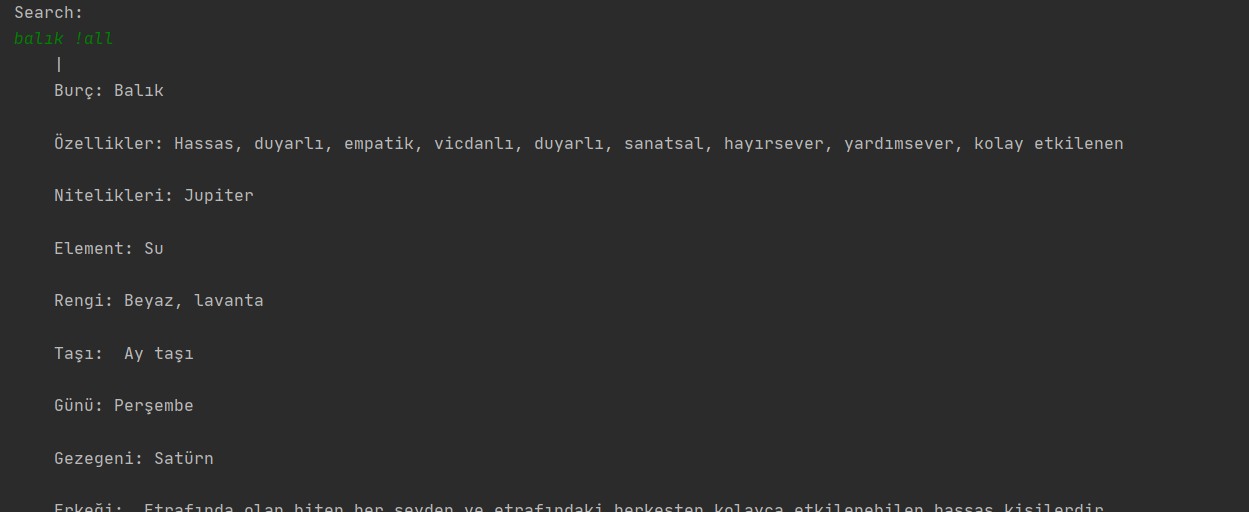 Search:
balık !all
|
Burç: Balık
Özellikler: Hassas, duyarlı, empatik, vicdanlı, duyarlı, sanatsal, hayırsever, yardımsever, kolay etkilenen
Nitelikleri: Jupiter
Element: Su
Rengi: Beyaz, lavanta
Taşı:  Ay taşı
Günü: Perşembe
Gezegeni: Satürn
Erkeği:  Etrafında olan biten her şeyden ve etrafındaki herkesten kolayca etkilenebilen hassas kişilerdir